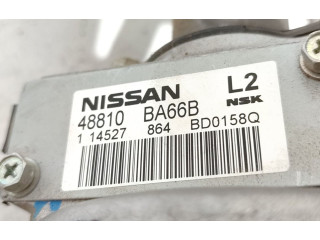 NISSAN L2
48810 BA66B NSK
1 14527 864 BD0158Q